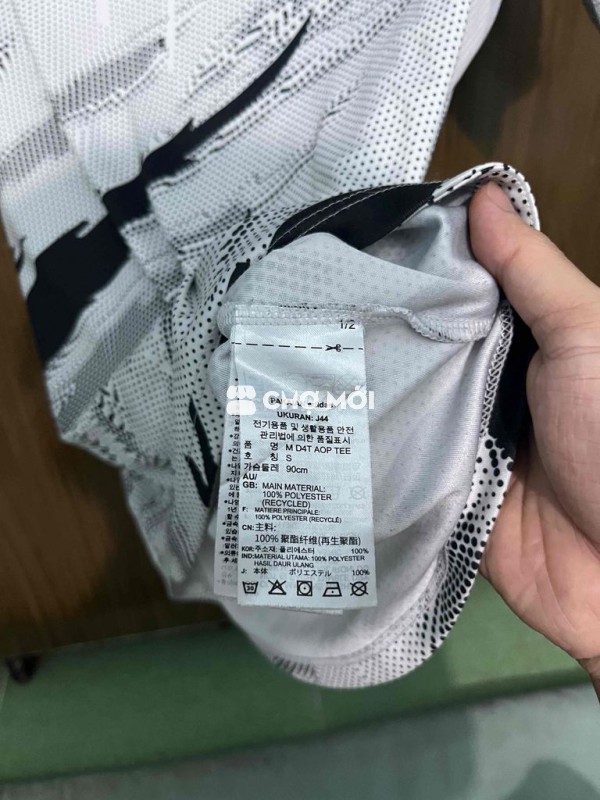 1/2
CHỢ MỚI
UKURAN: J44
전기용품 및 생활용품 안전
관리법에 의한 품질표시
품 명 M D4T AOP TEE
호 칭 S
가슴둘레 90cm
AU/
GB: MAIN MATERIAL:
100% POLYESTER
(RECYCLED)
F: MATIERE PRINCIPALE:
100% POLYESTER (RECYCLÉ)
CN: 主料:
100% 聚酯纤维(再生聚酯)
KOR: 주소재: 폴리에스터 100%
IND: MATERIAL UTAMA: 100% POLYESTER
HASIL DAUR ULANG
J: 本体 ポリエステル 100%
30